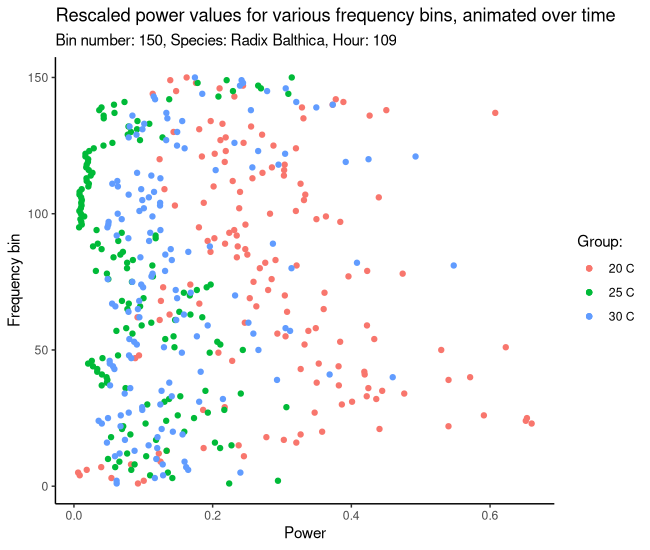 Rescaled power values for various frequency bins, animated over time
Bin number: 150, Species: Radix Balthica, Hour: 109
150
100
50
0
Frequency bin
0.0
0.2
0.4
0.6
Power
Group:
20 C
25 C
30 C